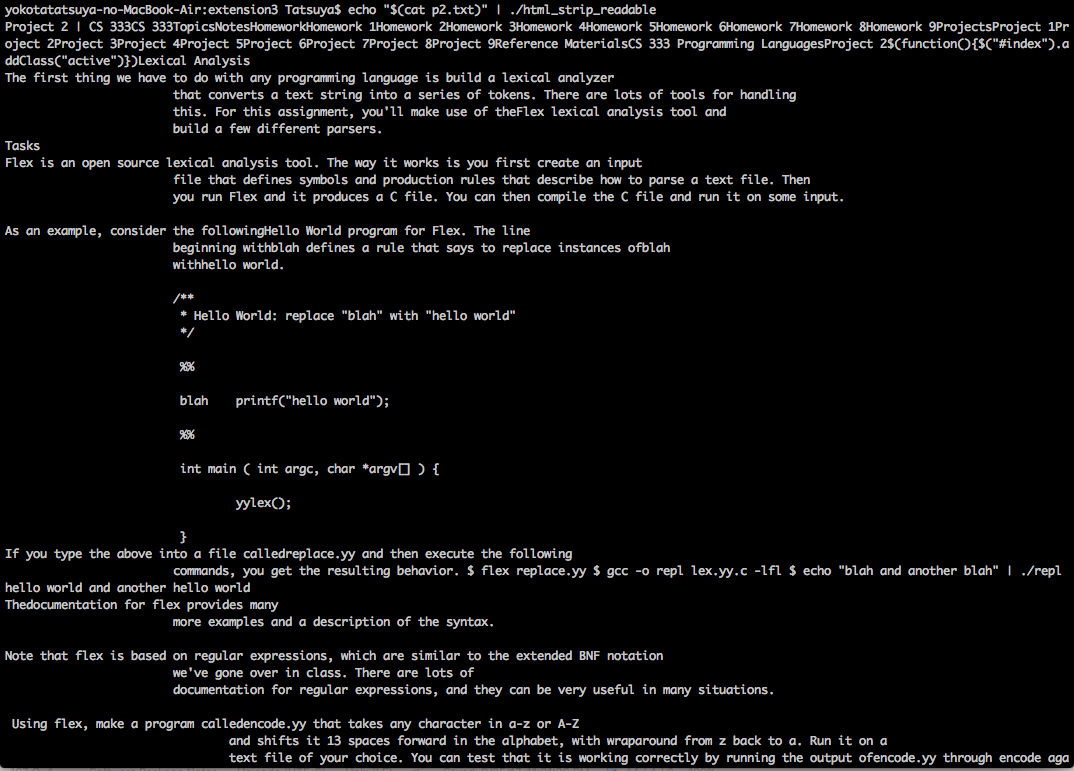 yokotatatsuya-no-MacBook-Air:extension3 Tatsuya$ echo "$(cat p2.txt)" | ./html_strip_readable
Project 2 | CS 333CS 333TopicsNotesHomeworkHomework 1Homework 2Homework 3Homework 4Homework 5Homework 6Homework 7Homework 8Homework 9ProjectsProject 1Pr
oject 2Project 3Project 4Project 5Project 6Project 7Project 8Project 9Reference MaterialsCS 333 Programming LanguagesProject 2$(function(){$("#index").a
ddClass("active")})Lexical Analysis
The first thing we have to do with any programming language is build a lexical analyzer
that converts a text string into a series of tokens. There are lots of tools for handling
this. For this assignment, you'll make use of theFlex lexical analysis tool and
build a few different parsers.
Tasks
Flex is an open source lexical analysis tool. The way it works is you first create an input
file that defines symbols and production rules that describe how to parse a text file. Then
you run Flex and it produces a C file. You can then compile the C file and run it on some input.
As an example, consider the followingHello World program for Flex. The line
beginning withblah defines a rule that says to replace instances ofblah
withhello world.
/**
* Hello World: replace "blah" with "hello world"
*/
%%
blah    printf("hello world");
%%
int main ( int argc, char *argv[] ) {
yylex();
}
If you type the above into a file calledreplace.yy and then execute the following
commands, you get the resulting behavior. $ flex replace.yy $ gcc -o repl lex.yy.c -lfl $ echo "blah and another blah" | ./repl
hello world and another hello world
Thedocumentation for flex provides many
more examples and a description of the syntax.
Note that flex is based on regular expressions, which are similar to the extended BNF notation
we've gone over in class. There are lots of
documentation for regular expressions, and they can be very useful in many situations.
Using flex, make a program calledencode.yy that takes any character in a-z or A-Z
and shifts it 13 spaces forward in the alphabet, with wraparound from z back to a. Run it on a
text file of your choice. You can test that it is working correctly by running the output ofencode.yy through encode aga